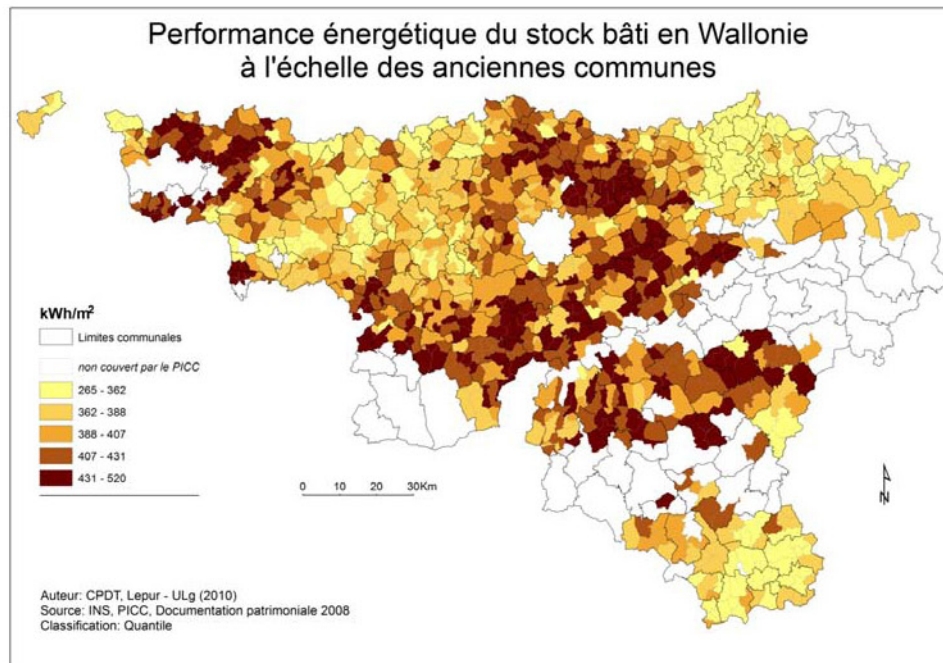 Performance énergétique du stock bâti en Wallonie
à l'échelle des anciennes communes
kWh/m²
Limites communales
non couvert par le PICC
265 - 362
362 - 388
388 - 407
407 - 431
431 - 520
0 10 20 30Km
N
Auteur: CPDT, Lepur - ULg (2010)
Source: INS, PICC, Documentation patrimoniale 2008
Classification: Quantile